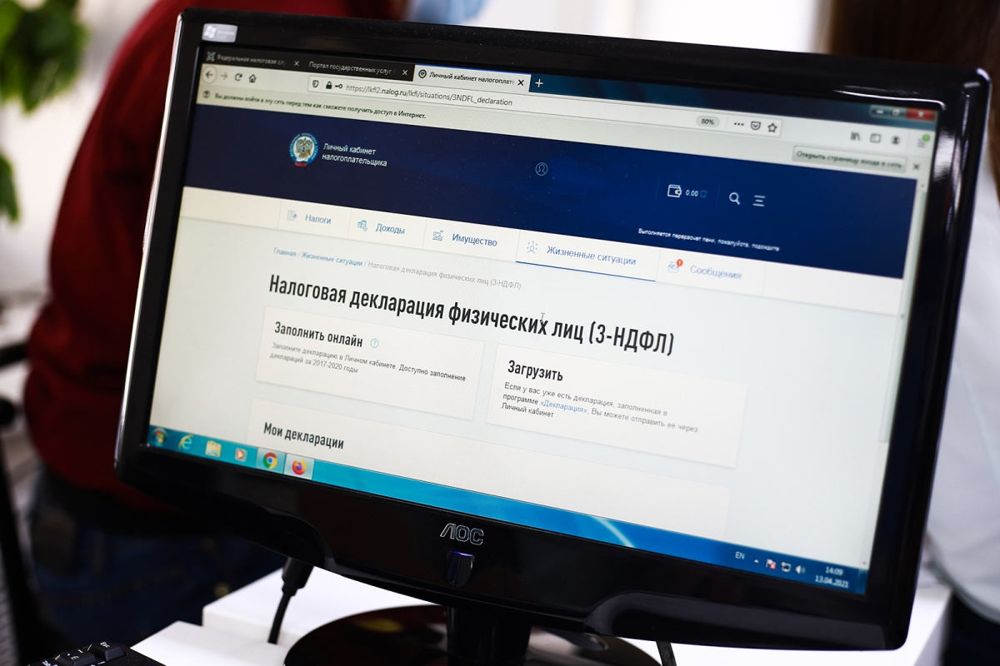 Федеральная налоговая сл
Портал государственных услуг
Личный кабинет налогоплате
https://lkfl2.nalog.ru/lkfl/situations/3NDFL_declaration
80%
Вы должны войти в эту сеть перед тем как сможете получить доступ в Интернет.
Открыть страницу входа в сеть
Личный кабинет
налогоплательщика
0.00
Выполняется перерасчет пени, пожалуйста, подождите
Налоги
Доходы
Имущество
Жизненные ситуации
Сообщения
Главная / Жизненные ситуации / Налоговая декларация физических лиц (3-НДФЛ)
Налоговая декларация физических лиц (3-НДФЛ)
Заполнить онлайн
Заполните декларацию в Личном кабинете. Доступно заполнение
деклараций за 2017-2020 годы
Загрузить
Если у вас уже есть декларация, заполненная в
программе «Декларация», Вы можете отправить ее через
Личный кабинет
Мои декларации
EN
14:09
13.04.2021
AOC